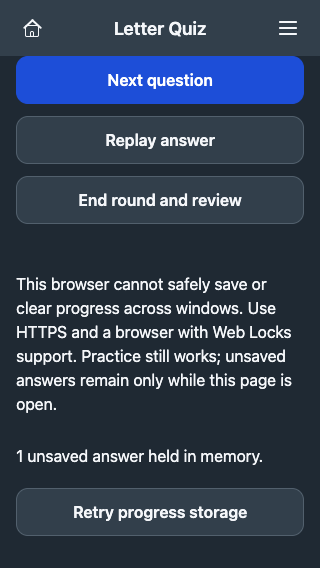 Letter Quiz
Next question
Replay answer
End round and review
This browser cannot safely save or
clear progress across windows. Use
HTTPS and a browser with Web Locks
support. Practice still works; unsaved
answers remain only while this page is
open.
1 unsaved answer held in memory.
Retry progress storage